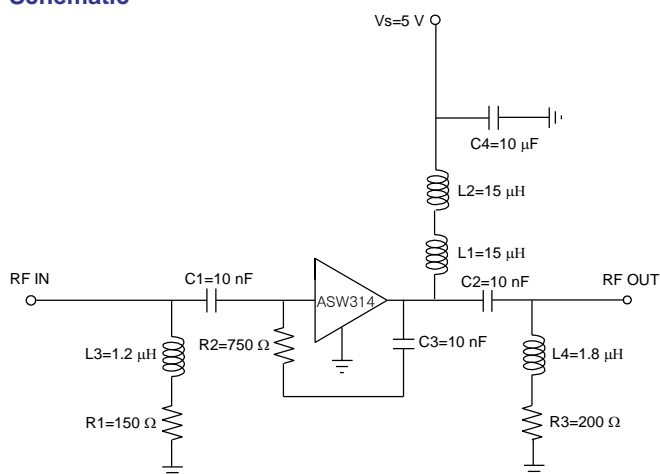 Schematic
Vs=5 V
C4=10 μF
L2=15 μH
L1=15 μH
RF IN
C1=10 nF
C2=10 nF
RF OUT
ASW314
R2=750 Ω
C3=10 nF
L3=1.2 μH
L4=1.8 μH
R1=150 Ω
R3=200 Ω